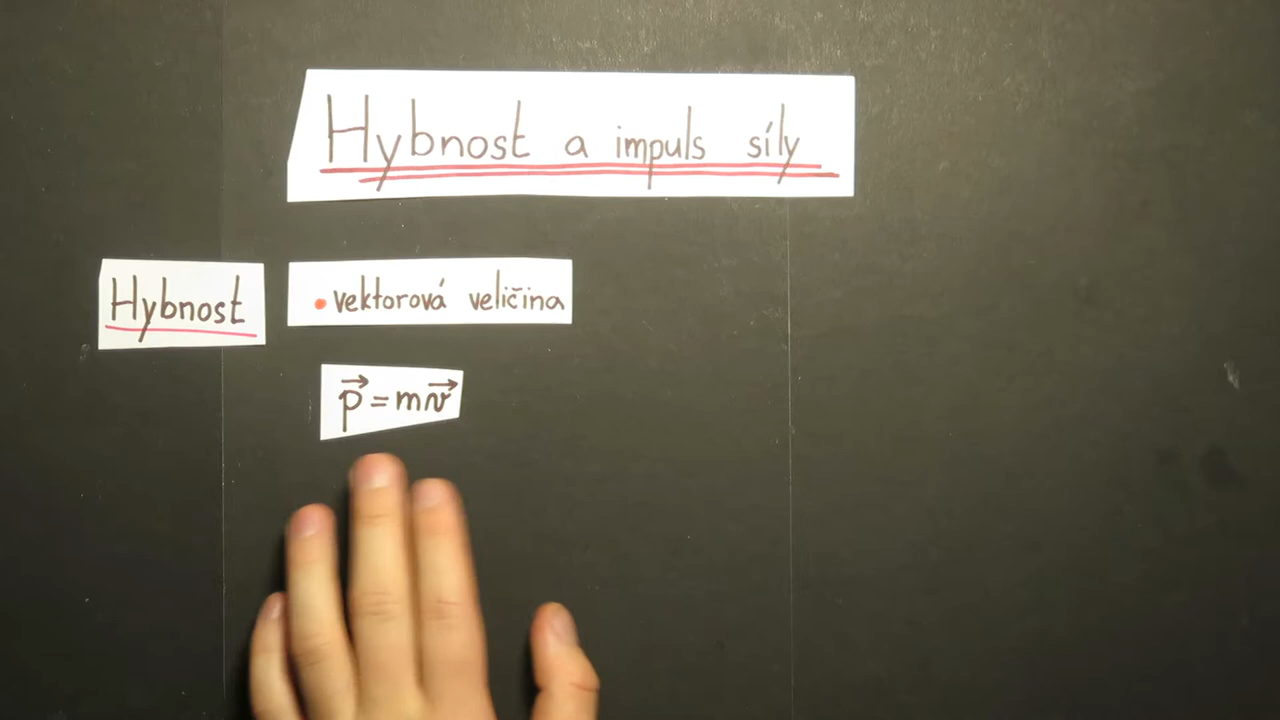 Hybnost a impuls síly
Hybnost
• vektorová veličina
p⃗ = mv⃗